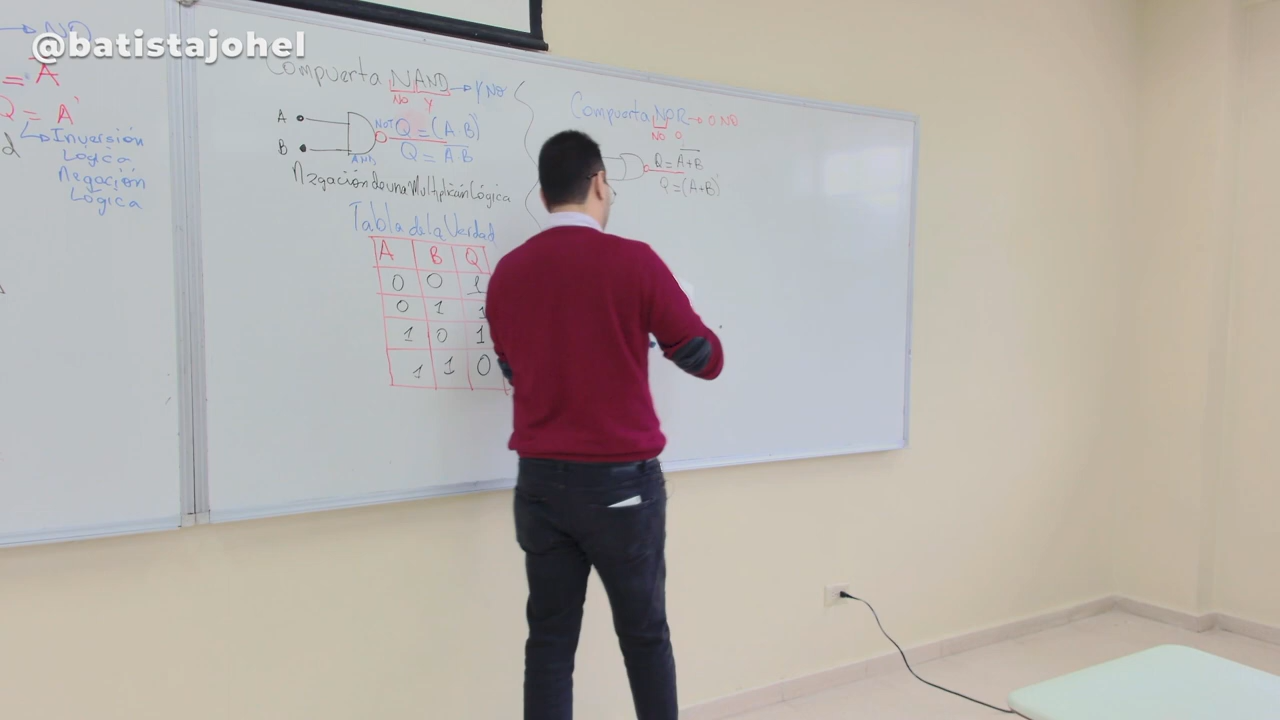 @batistajohel
NO
= A
Q = A'
Inversión
Lógica
Negación
Lógica
Compuerta NAND → Y NO
NO Y
A
B
NOT
AND
Q = (A·B)'
Q = A·B
Negación de una Multiplicación Lógica
Tabla de la Verdad
A B Q
0 0 1
0 1 1
1 0 1
1 1 0
Compuerta NOR → O NO
NO O
Q = A+B
Q = (A+B)'